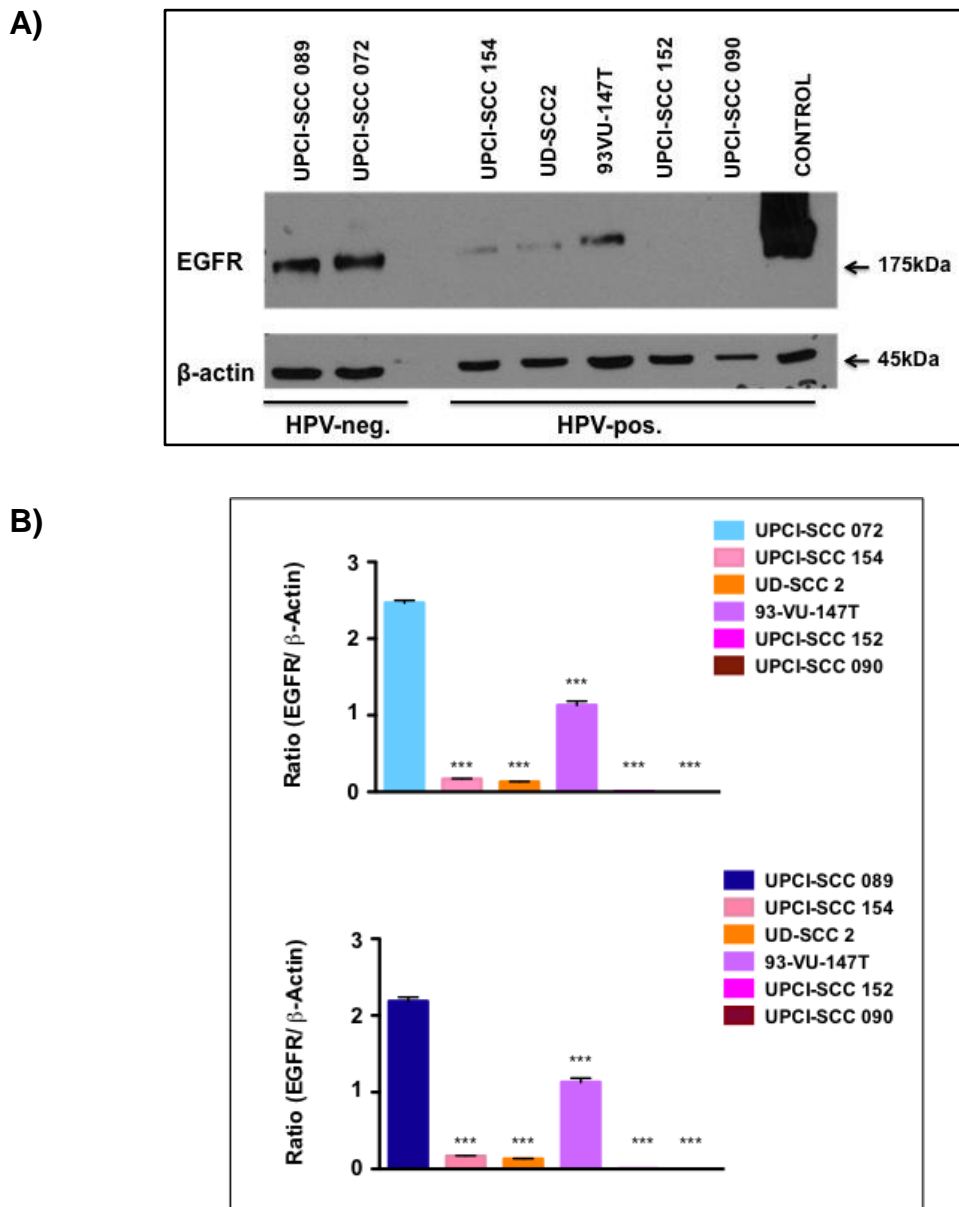 A)
UPCI-SCC 089
UPCI-SCC 072
UPCI-SCC 154
UD-SCC2
93VU-147T
UPCI-SCC 152
UPCI-SCC 090
CONTROL
EGFR
175kDa
β-actin
45kDa
HPV-neg.
HPV-pos.
B)
Ratio (EGFR/ β-Actin)
3
2
1
0
***
***
***
***
***
UPCI-SCC 072
UPCI-SCC 154
UD-SCC 2
93-VU-147T
UPCI-SCC 152
UPCI-SCC 090
Ratio (EGFR/ β-Actin)
3
2
1
0
***
***
***
***
***
UPCI-SCC 089
UPCI-SCC 154
UD-SCC 2
93-VU-147T
UPCI-SCC 152
UPCI-SCC 090